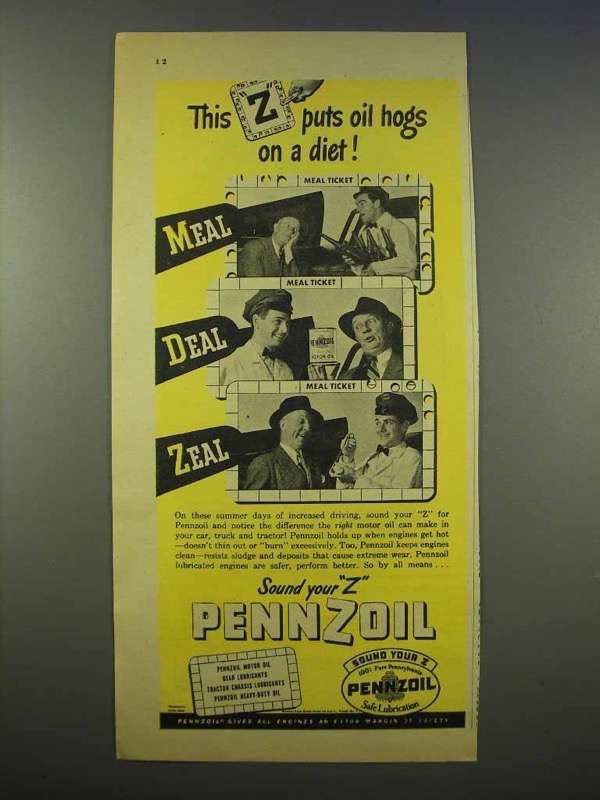 12
This "Z" puts oil hogs
on a diet!
MEAL TICKET
MEAL
MEAL TICKET
DEAL
PENNZOIL
MOTOR OIL
MEAL TICKET
ZEAL
On these summer days of increased driving, sound your "Z" for
Pennzoil and notice the difference the right motor oil can make in
your car, truck and tractor! Pennzoil holds up when engines get hot
—doesn't thin out or "burn" excessively. Too, Pennzoil keeps engines
clean—resists sludge and deposits that cause extreme wear. Pennzoil
lubricated engines are safer, perform better. So by all means...
Sound your "Z"
PENNZOIL
PENNZOIL MOTOR OIL
GEAR LUBRICANTS
TRACTOR CHASSIS LUBRICANTS
PENNZOIL HEAVY-DUTY OIL
SOUND YOUR Z
100% Pure Pennsylvania
PENNZOIL
Safe Lubrication
PENNZOIL GIVES ALL ENGINES AN EXTRA MARGIN OF SAFETY